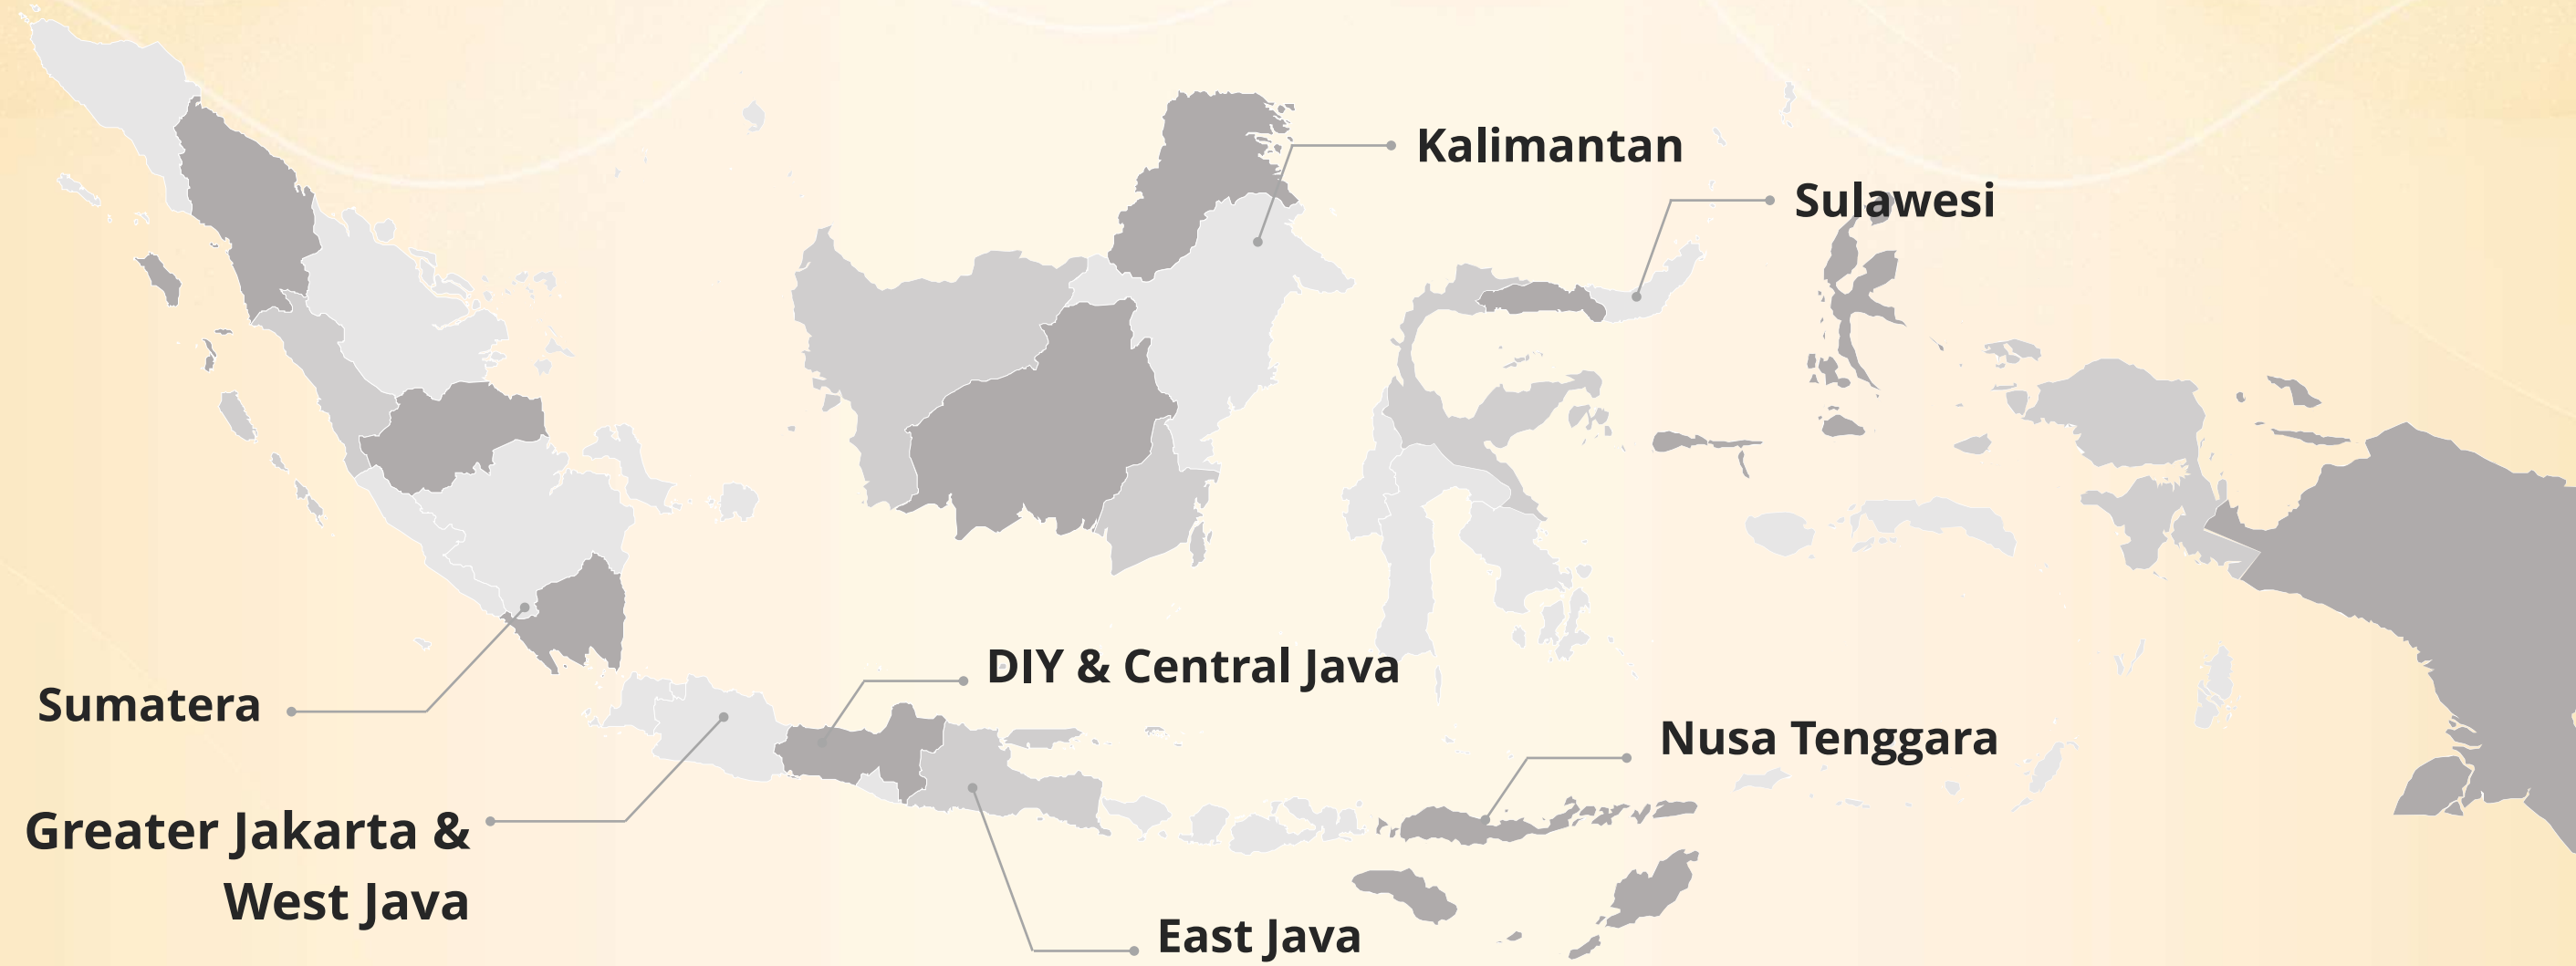 Kalimantan
Sulawesi
DIY & Central Java
Sumatera
Nusa Tenggara
Greater Jakarta &
West Java
East Java